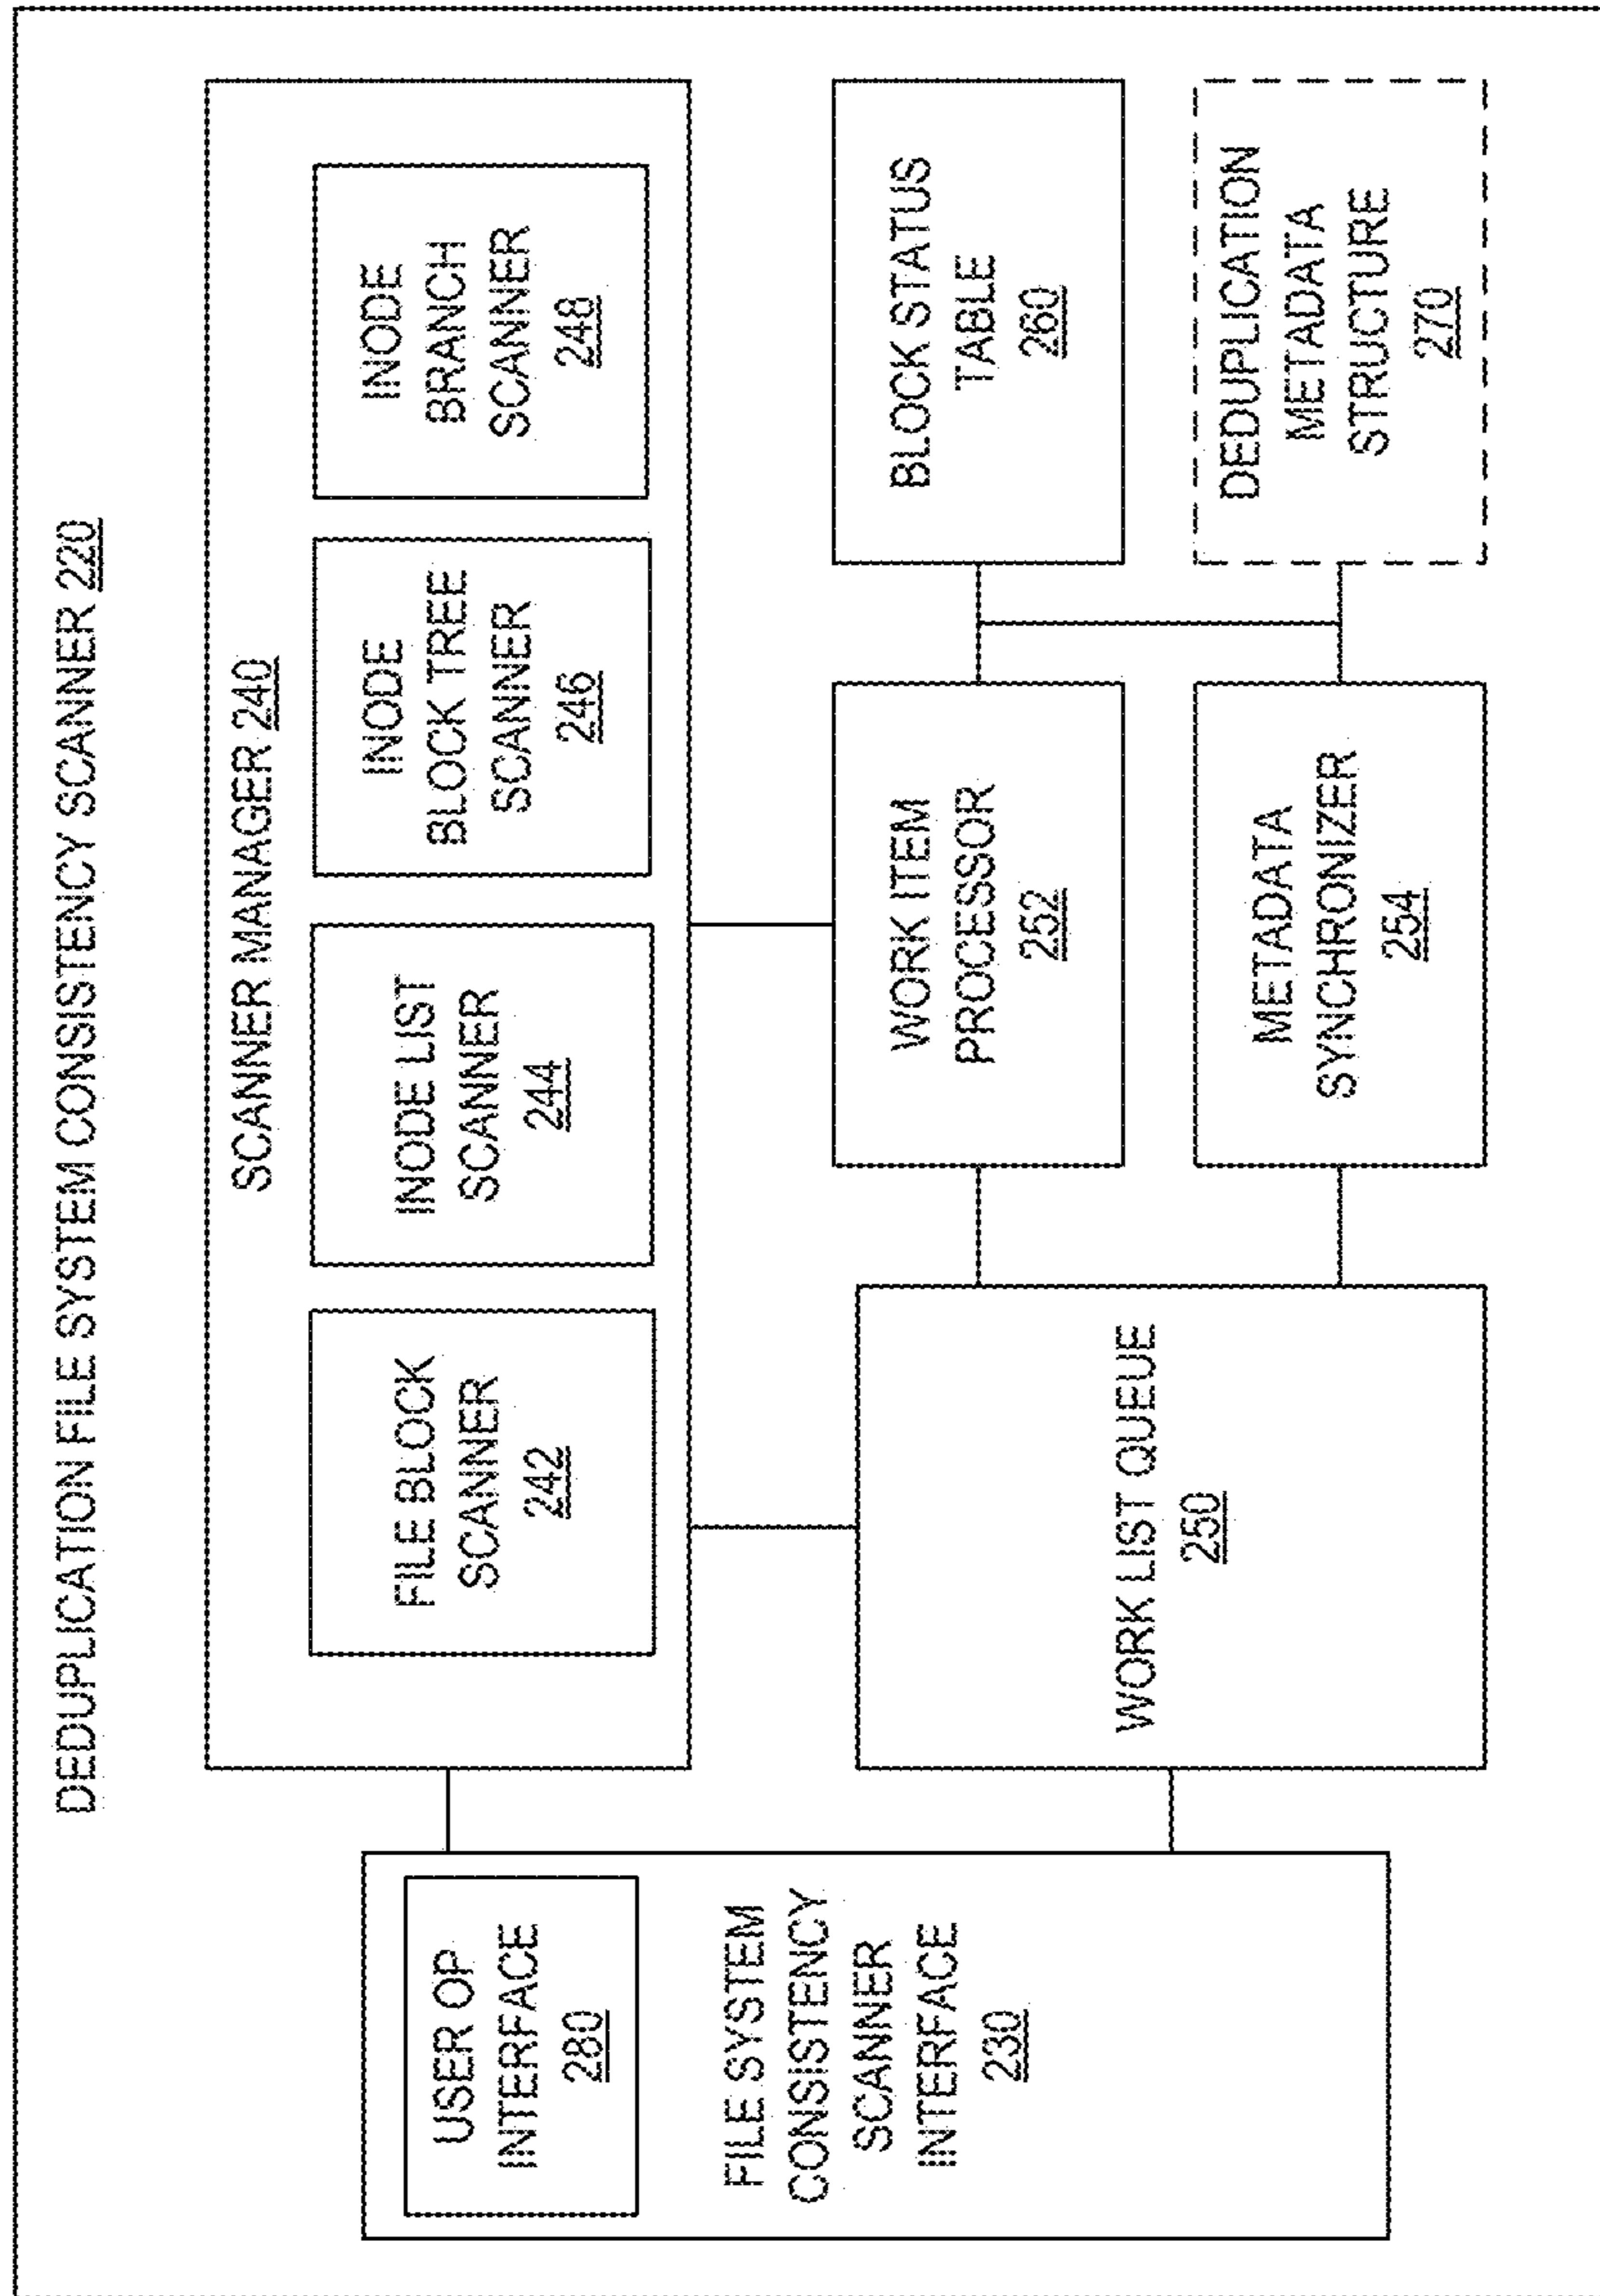 DEDUPLICATION FILE SYSTEM CONSISTENCY SCANNER 220
SCANNER MANAGER 240
USER OP
INTERFACE
280
FILE SYSTEM
CONSISTENCY
SCANNER
INTERFACE
230
FILE BLOCK
SCANNER
242
INODE LIST
SCANNER
244
INODE
BLOCK TREE
SCANNER
246
INODE
BRANCH
SCANNER
248
WORK LIST QUEUE
250
WORK ITEM
PROCESSOR
252
BLOCK STATUS
TABLE
260
METADATA
SYNCHRONIZER
254
DEDUPLICATION
METADATA
STRUCTURE
270